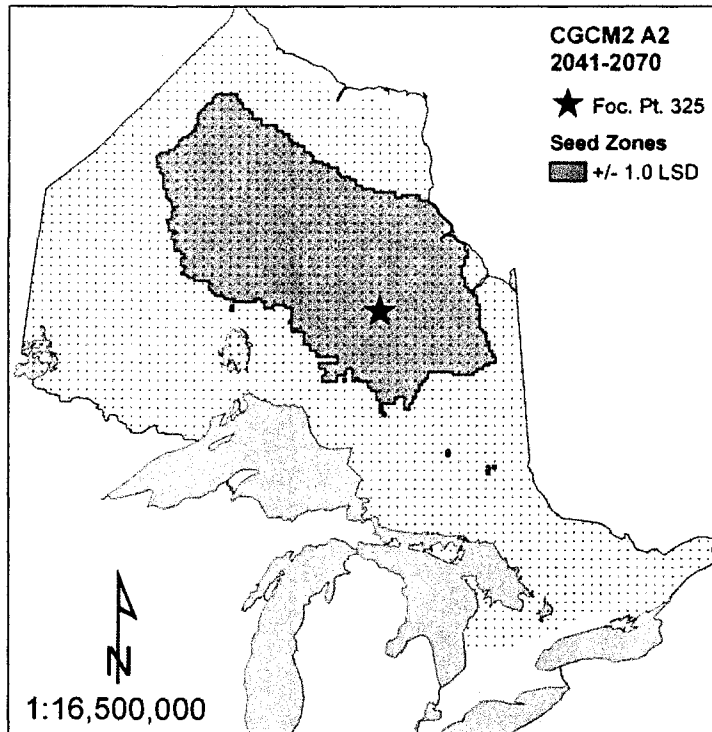 CGCM2 A2
2041-2070
Foc. Pt. 325
Seed Zones
+/- 1.0 LSD
N
1:16,500,000